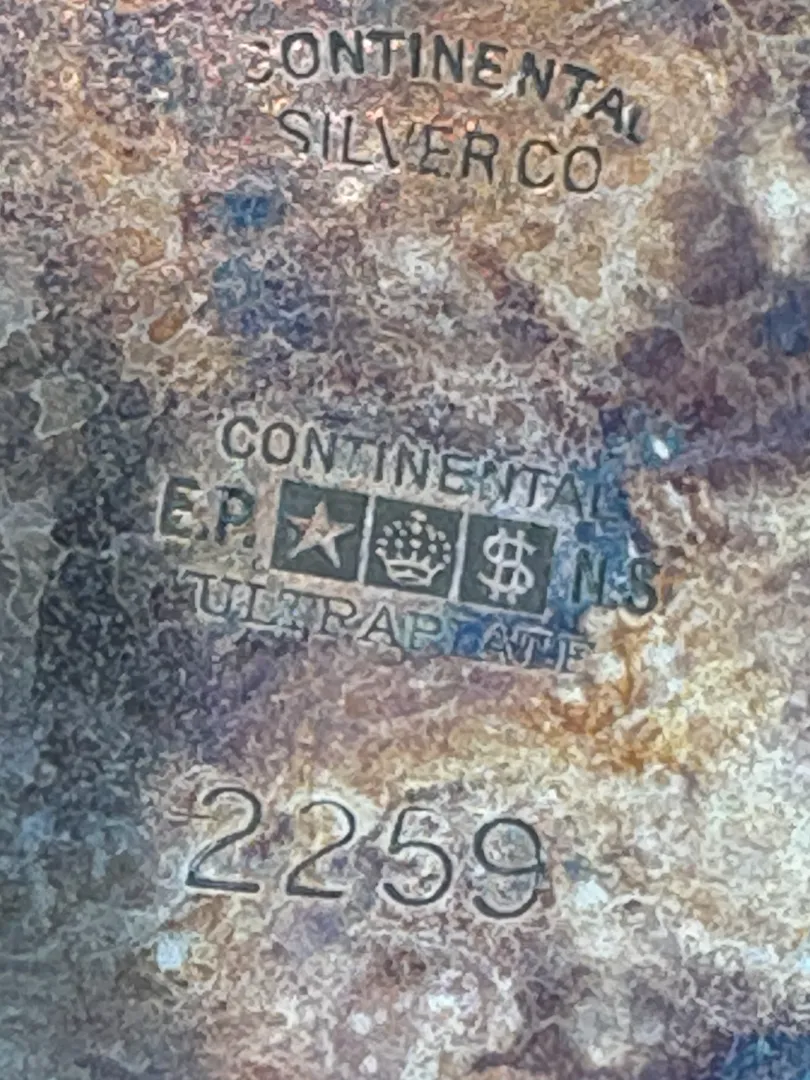 CONTINENTAL
SILVER CO
CONTINENTAL
E.P. $ N.S
ULTRAPLATE
2259